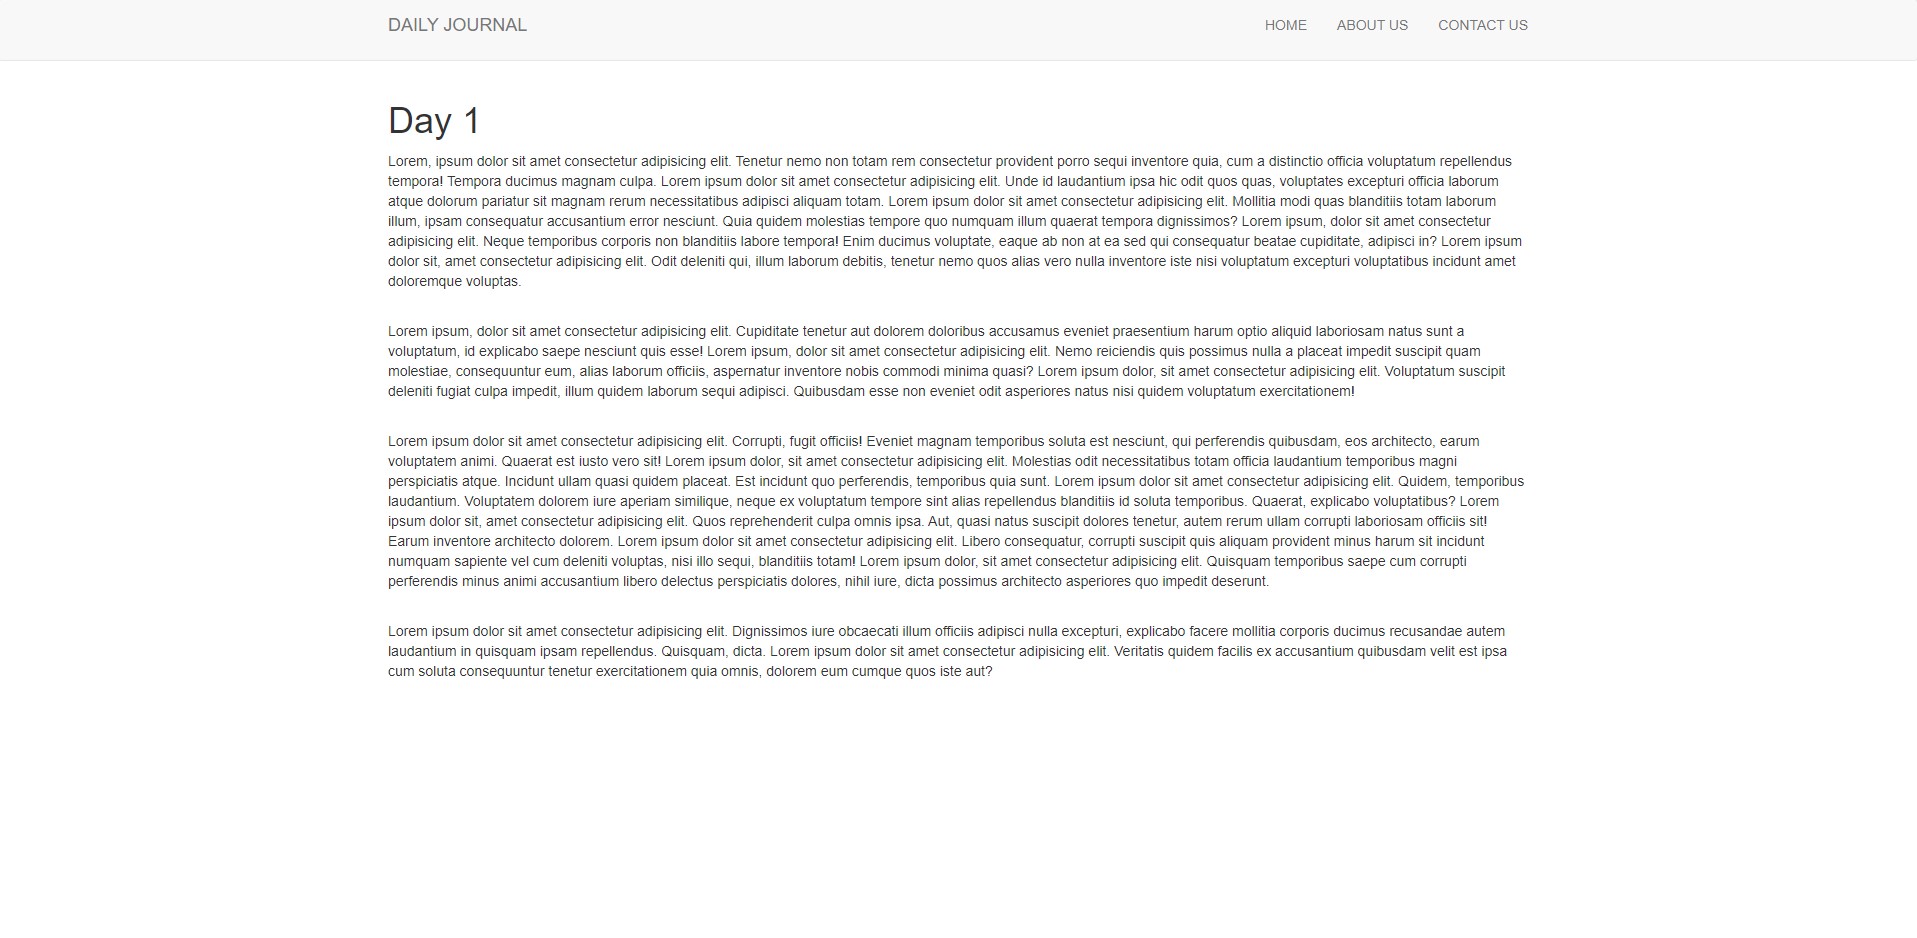 DAILY JOURNAL
HOME
ABOUT US
CONTACT US
Day 1
Lorem, ipsum dolor sit amet consectetur adipisicing elit. Tenetur nemo non totam rem consectetur provident porro sequi inventore quia, cum a distinctio officia voluptatum repellendus
tempora! Tempora ducimus magnam culpa. Lorem ipsum dolor sit amet consectetur adipisicing elit. Unde id laudantium ipsa hic odit quos quas, voluptates excepturi officia laborum
atque dolorum pariatur sit magnam rerum necessitatibus adipisci aliquam totam. Lorem ipsum dolor sit amet consectetur adipisicing elit. Mollitia modi quas blanditiis totam laborum
illum, ipsam consequatur accusantium error nesciunt. Quia quidem molestias tempore quo numquam illum quaerat tempora dignissimos? Lorem ipsum, dolor sit amet consectetur
adipisicing elit. Neque temporibus corporis non blanditiis labore tempora! Enim ducimus voluptate, eaque ab non at ea sed qui consequatur beatae cupiditate, adipisci in? Lorem ipsum
dolor sit, amet consectetur adipisicing elit. Odit deleniti qui, illum laborum debitis, tenetur nemo quos alias vero nulla inventore iste nisi voluptatum excepturi voluptatibus incidunt amet
doloremque voluptas.
Lorem ipsum, dolor sit amet consectetur adipisicing elit. Cupiditate tenetur aut dolorem doloribus accusamus eveniet praesentium harum optio aliquid laboriosam natus sunt a
voluptatum, id explicabo saepe nesciunt quis esse! Lorem ipsum, dolor sit amet consectetur adipisicing elit. Nemo reiciendis quis possimus nulla a placeat impedit suscipit quam
molestiae, consequuntur eum, alias laborum officiis, aspernatur inventore nobis commodi minima quasi? Lorem ipsum dolor, sit amet consectetur adipisicing elit. Voluptatum suscipit
deleniti fugiat culpa impedit, illum quidem laborum sequi adipisci. Quibusdam esse non eveniet odit asperiores natus nisi quidem voluptatum exercitationem!
Lorem ipsum dolor sit amet consectetur adipisicing elit. Corrupti, fugit officiis! Eveniet magnam temporibus soluta est nesciunt, qui perferendis quibusdam, eos architecto, earum
voluptatem animi. Quaerat est iusto vero sit! Lorem ipsum dolor, sit amet consectetur adipisicing elit. Molestias odit necessitatibus totam officia laudantium temporibus magni
perspiciatis atque. Incidunt ullam quasi quidem placeat. Est incidunt quo perferendis, temporibus quia sunt. Lorem ipsum dolor sit amet consectetur adipisicing elit. Quidem, temporibus
laudantium. Voluptatem dolorem iure aperiam similique, neque ex voluptatum tempore sint alias repellendus blanditiis id soluta temporibus. Quaerat, explicabo voluptatibus? Lorem
ipsum dolor sit, amet consectetur adipisicing elit. Quos reprehenderit culpa omnis ipsa. Aut, quasi natus suscipit dolores tenetur, autem rerum ullam corrupti laboriosam officiis sit!
Earum inventore architecto dolorem. Lorem ipsum dolor sit amet consectetur adipisicing elit. Libero consequatur, corrupti suscipit quis aliquam provident minus harum sit incidunt
numquam sapiente vel cum deleniti voluptas, nisi illo sequi, blanditiis totam! Lorem ipsum dolor, sit amet consectetur adipisicing elit. Quisquam temporibus saepe cum corrupti
perferendis minus animi accusantium libero delectus perspiciatis dolores, nihil iure, dicta possimus architecto asperiores quo impedit deserunt.
Lorem ipsum dolor sit amet consectetur adipisicing elit. Dignissimos iure obcaecati illum officiis adipisci nulla excepturi, explicabo facere mollitia corporis ducimus recusandae autem
laudantium in quisquam ipsam repellendus. Quisquam, dicta. Lorem ipsum dolor sit amet consectetur adipisicing elit. Veritatis quidem facilis ex accusantium quibusdam velit est ipsa
cum soluta consequuntur tenetur exercitationem quia omnis, dolorem eum cumque quos iste aut?